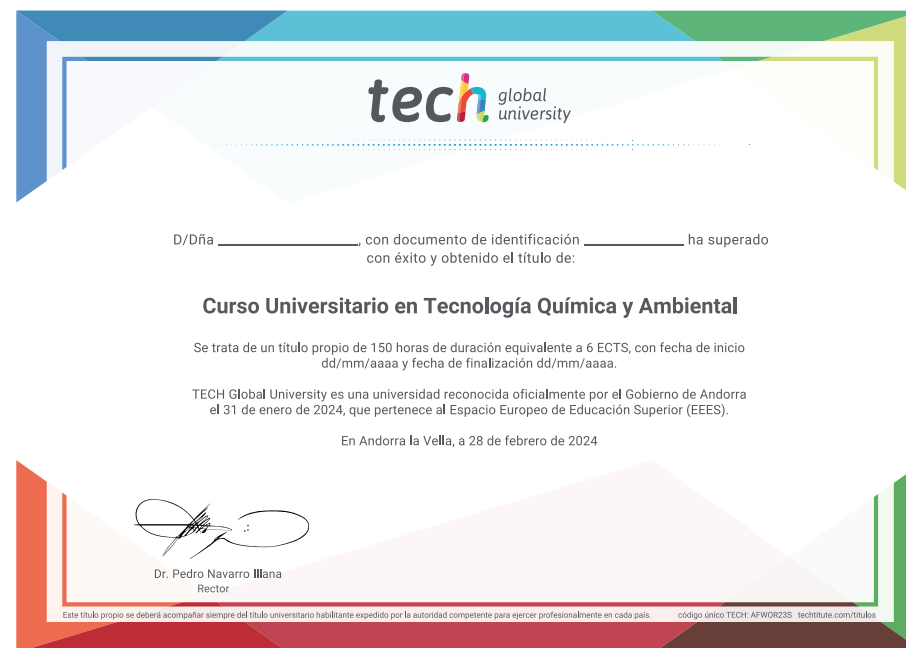 tech global university
D/Dña ____________________, con documento de identificación ______________ ha superado
con éxito y obtenido el título de:
Curso Universitario en Tecnología Química y Ambiental
Se trata de un título propio de 150 horas de duración equivalente a 6 ECTS, con fecha de inicio
dd/mm/aaaa y fecha de finalización dd/mm/aaaa.
TECH Global University es una universidad reconocida oficialmente por el Gobierno de Andorra
el 31 de enero de 2024, que pertenece al Espacio Europeo de Educación Superior (EEES).
En Andorra la Vella, a 28 de febrero de 2024
Dr. Pedro Navarro Illana
Rector
Este título propio se deberá acompañar siempre del título universitario habilitante expedido por la autoridad competente para ejercer profesionalmente en cada país. código único TECH: AFWOR23S techtitute.com/titulos